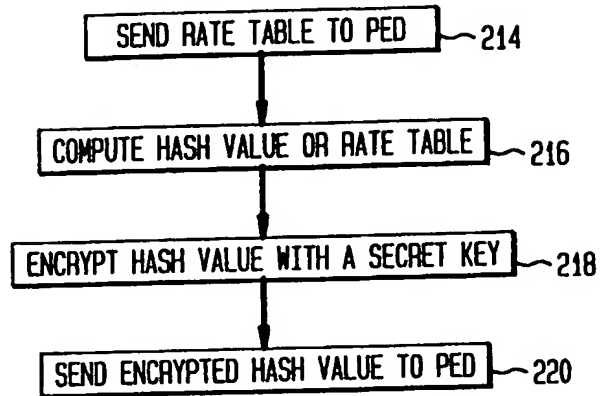 SEND RATE TABLE TO PED 214
COMPUTE HASH VALUE OR RATE TABLE 216
ENCRYPT HASH VALUE WITH A SECRET KEY 218
SEND ENCRYPTED HASH VALUE TO PED 220